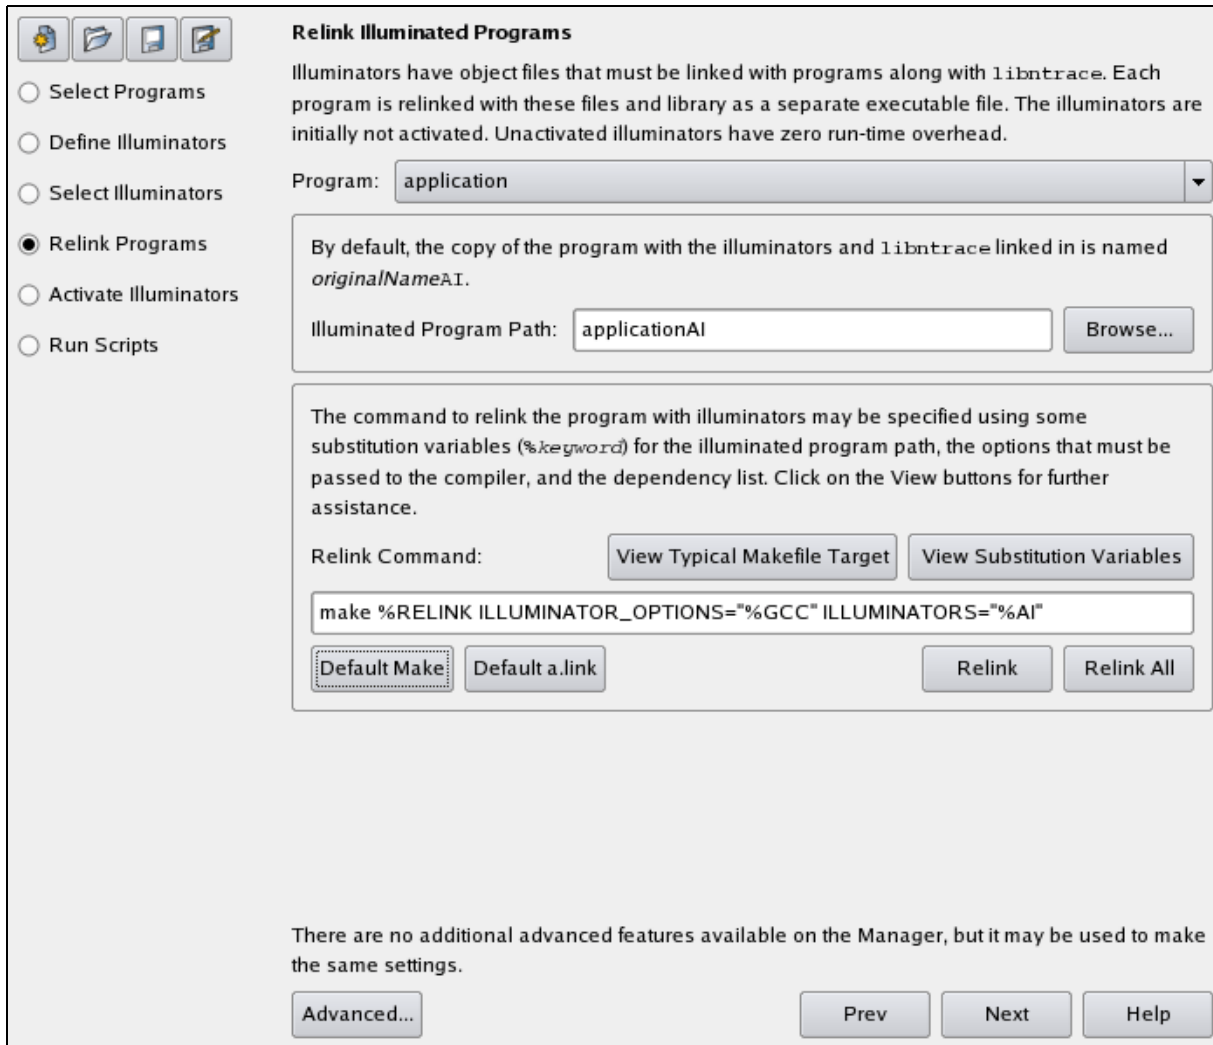 Relink Illuminated Programs
Illuminators have object files that must be linked with programs along with libntrace. Each
program is relinked with these files and library as a separate executable file. The illuminators are
initially not activated. Unactivated illuminators have zero run-time overhead.
Select Programs
Define Illuminators
Select Illuminators
Relink Programs
Activate Illuminators
Run Scripts
Program: application
By default, the copy of the program with the illuminators and libntrace linked in is named
originalNameAI.
Illuminated Program Path: applicationAI Browse...
The command to relink the program with illuminators may be specified using some
substitution variables (%keyword) for the illuminated program path, the options that must be
passed to the compiler, and the dependency list. Click on the View buttons for further
assistance.
Relink Command: View Typical Makefile Target View Substitution Variables
make %RELINK ILLUMINATOR_OPTIONS="%GCC" ILLUMINATORS="%AI"
Default Make Default a.link Relink Relink All
There are no additional advanced features available on the Manager, but it may be used to make
the same settings.
Advanced... Prev Next Help